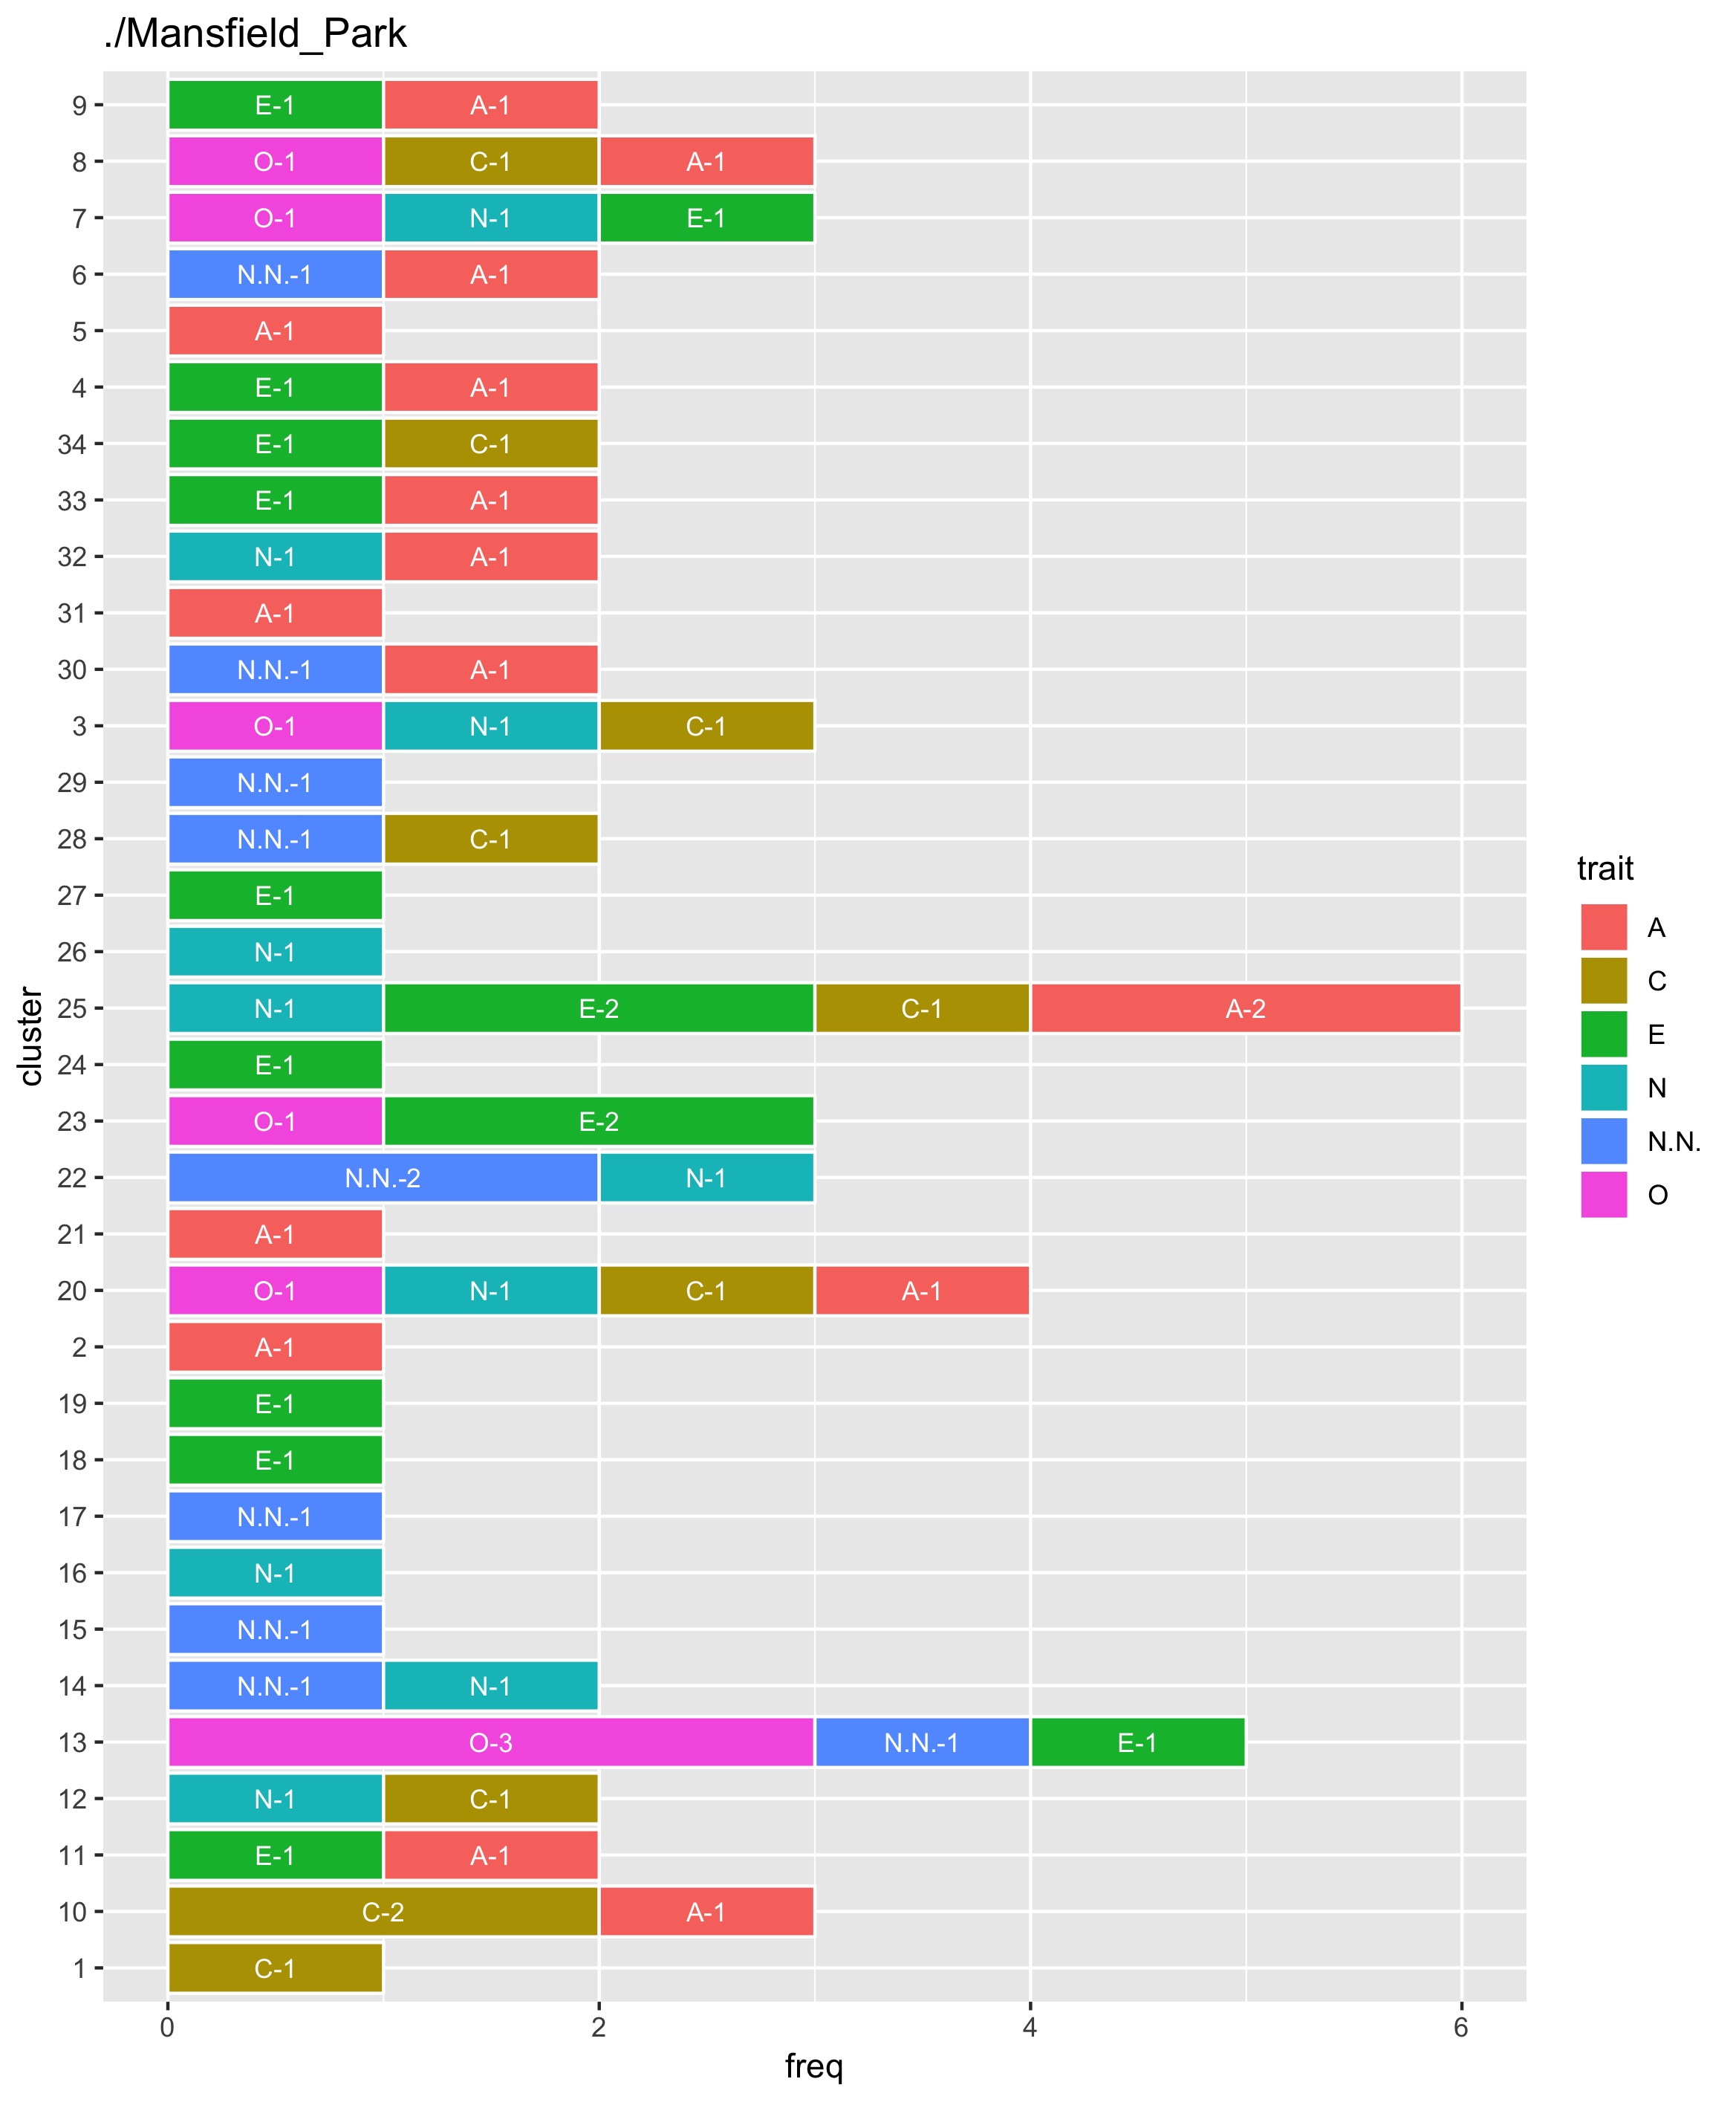 ./Mansfield_Park
9 E-1 A-1
8 O-1 C-1 A-1
7 O-1 N-1 E-1
6 N.N.-1 A-1
5 A-1
4 E-1 A-1
34 E-1 C-1
33 E-1 A-1
32 N-1 A-1
31 A-1
30 N.N.-1 A-1
3 O-1 N-1 C-1
29 N.N.-1
28 N.N.-1 C-1
27 E-1
26 N-1
25 N-1 E-2 C-1 A-2
24 E-1
23 O-1 E-2
22 N.N.-2 N-1
21 A-1
20 O-1 N-1 C-1 A-1
2 A-1
19 E-1
18 E-1
17 N.N.-1
16 N-1
15 N.N.-1
14 N.N.-1 N-1
13 O-3 N.N.-1 E-1
12 N-1 C-1
11 E-1 A-1
10 C-2 A-1
1 C-1
0 2 4 6
freq
cluster
trait
A
C
E
N
N.N.
O